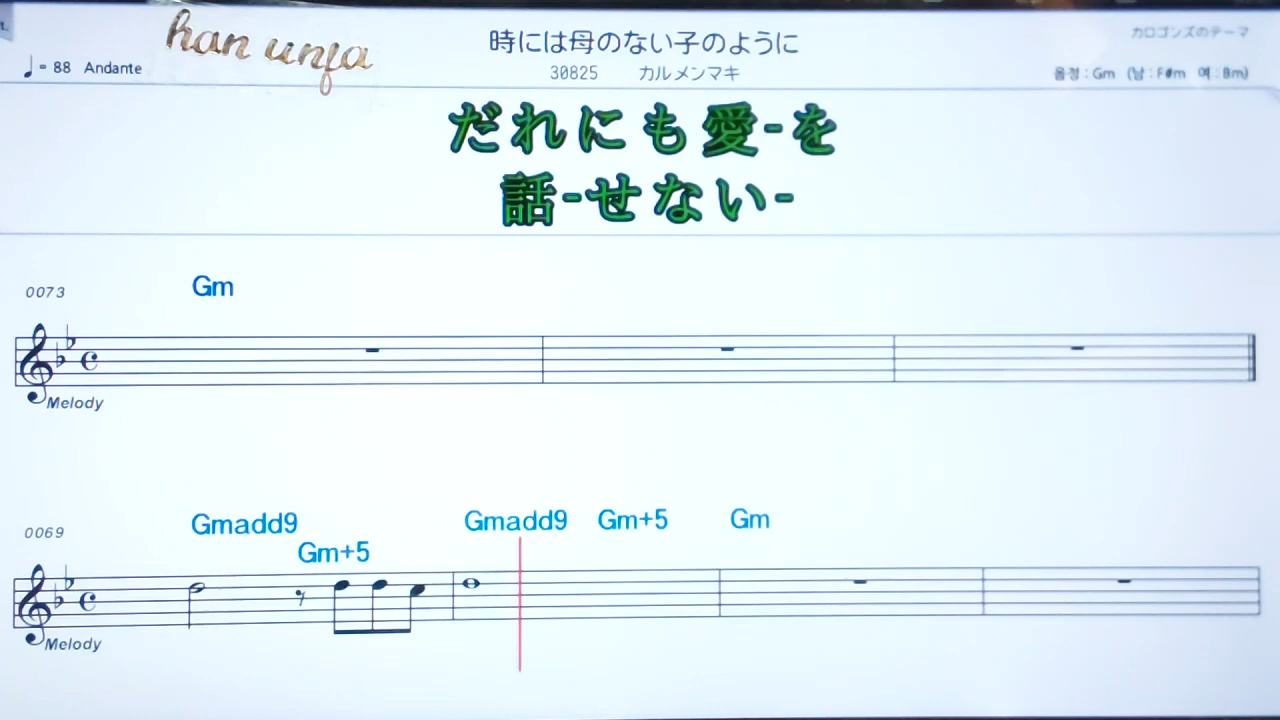 han unja
時には母のない子のように
カロゴンズのテーマ
♩= 88 Andante
30825 カルメンマキ
음정 : Gm (남 : F#m 여 : Bm)
だれにも愛-を
話-せない-
0073 Gm
Melody
0069 Gmadd9 Gm+5 Gmadd9 Gm+5 Gm
Melody